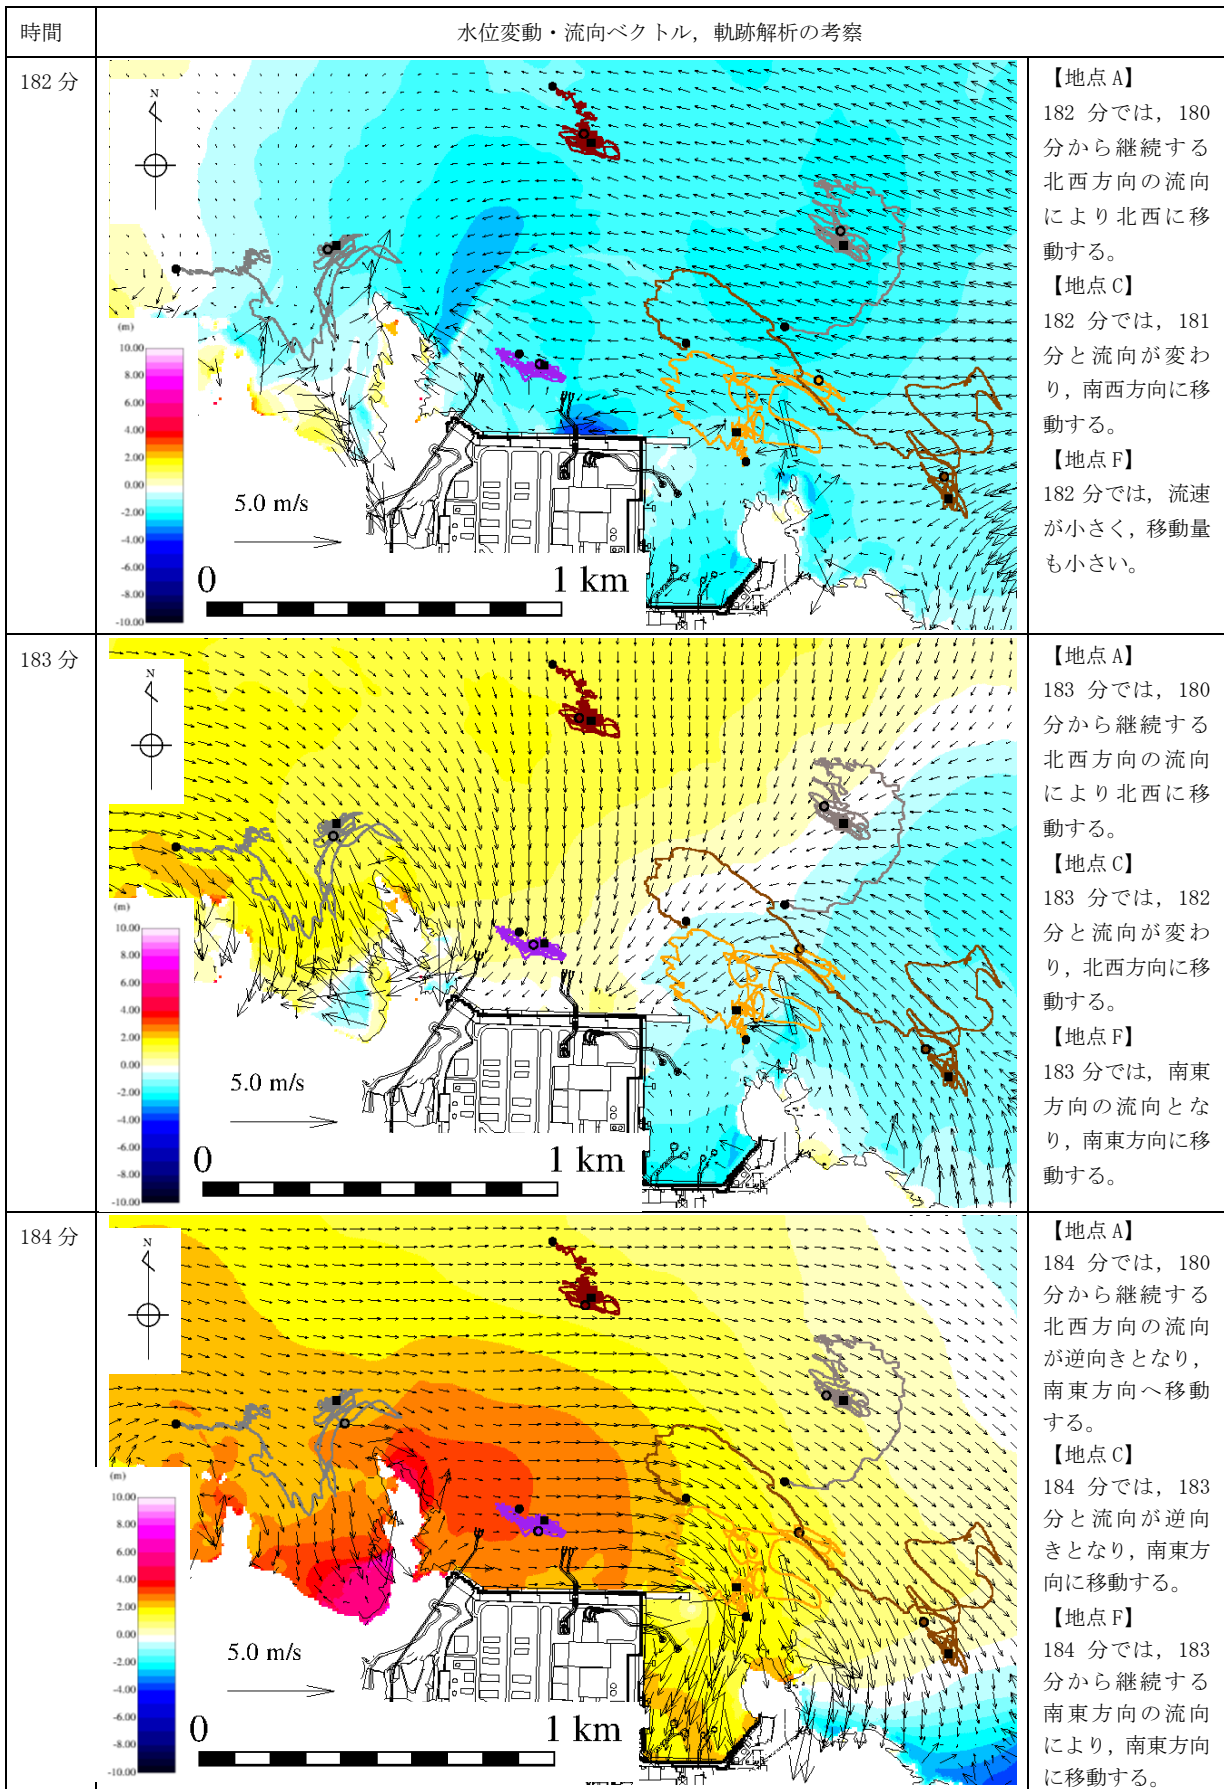 時間
水位変動・流向ベクトル，軌跡解析の考察
182 分
N
(m)
10.00
8.00
6.00
4.00
2.00
0.00
-2.00
-4.00
-6.00
-8.00
-10.00
5.0 m/s
0
1 km
【地点 A】
182 分では，180
分から継続する
北西方向の流向
により北西に移
動する。
【地点 C】
182 分では，181
分と流向が変わ
り，南西方向に移
動する。
【地点 F】
182 分では，流速
が小さく，移動量
も小さい。
183 分
N
(m)
10.00
8.00
6.00
4.00
2.00
0.00
-2.00
-4.00
-6.00
-8.00
-10.00
5.0 m/s
0
1 km
【地点 A】
183 分では，180
分から継続する
北西方向の流向
により北西に移
動する。
【地点 C】
183 分では，182
分と流向が変わ
り，北西方向に移
動する。
【地点 F】
183 分では，南東
方向の流向とな
り，南東方向に移
動する。
184 分
N
(m)
10.00
8.00
6.00
4.00
2.00
0.00
-2.00
-4.00
-6.00
-8.00
-10.00
5.0 m/s
0
1 km
【地点 A】
184 分では，180
分から継続する
北西方向の流向
が逆向きとなり，
南東方向へ移動
する。
【地点 C】
184 分では，183
分と流向が逆向
きとなり，南東方
向に移動する。
【地点 F】
184 分では，183
分から継続する
南東方向の流向
により，南東方向
に移動する。